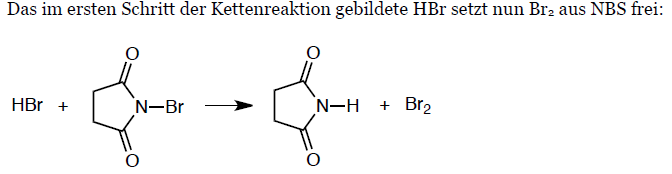 Das im ersten Schritt der Kettenreaktion gebildete HBr setzt nun Br₂ aus NBS frei:
O O
HBr + N—Br N—H + Br₂
O O